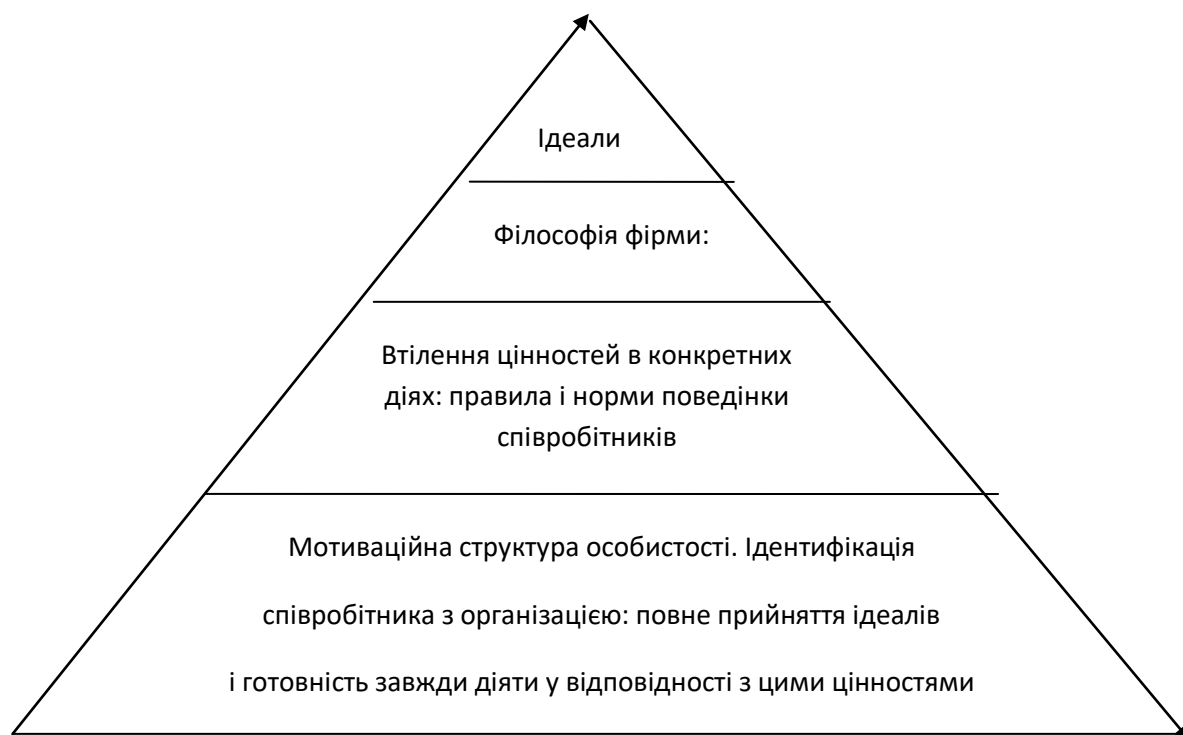 Ідеали
Філософія фірми:
Втілення цінностей в конкретних
діях: правила і норми поведінки
співробітників
Мотиваційна структура особистості. Ідентифікація
співробітника з організацією: повне прийняття ідеалів
і готовність завжди діяти у відповідності з цими цінностями